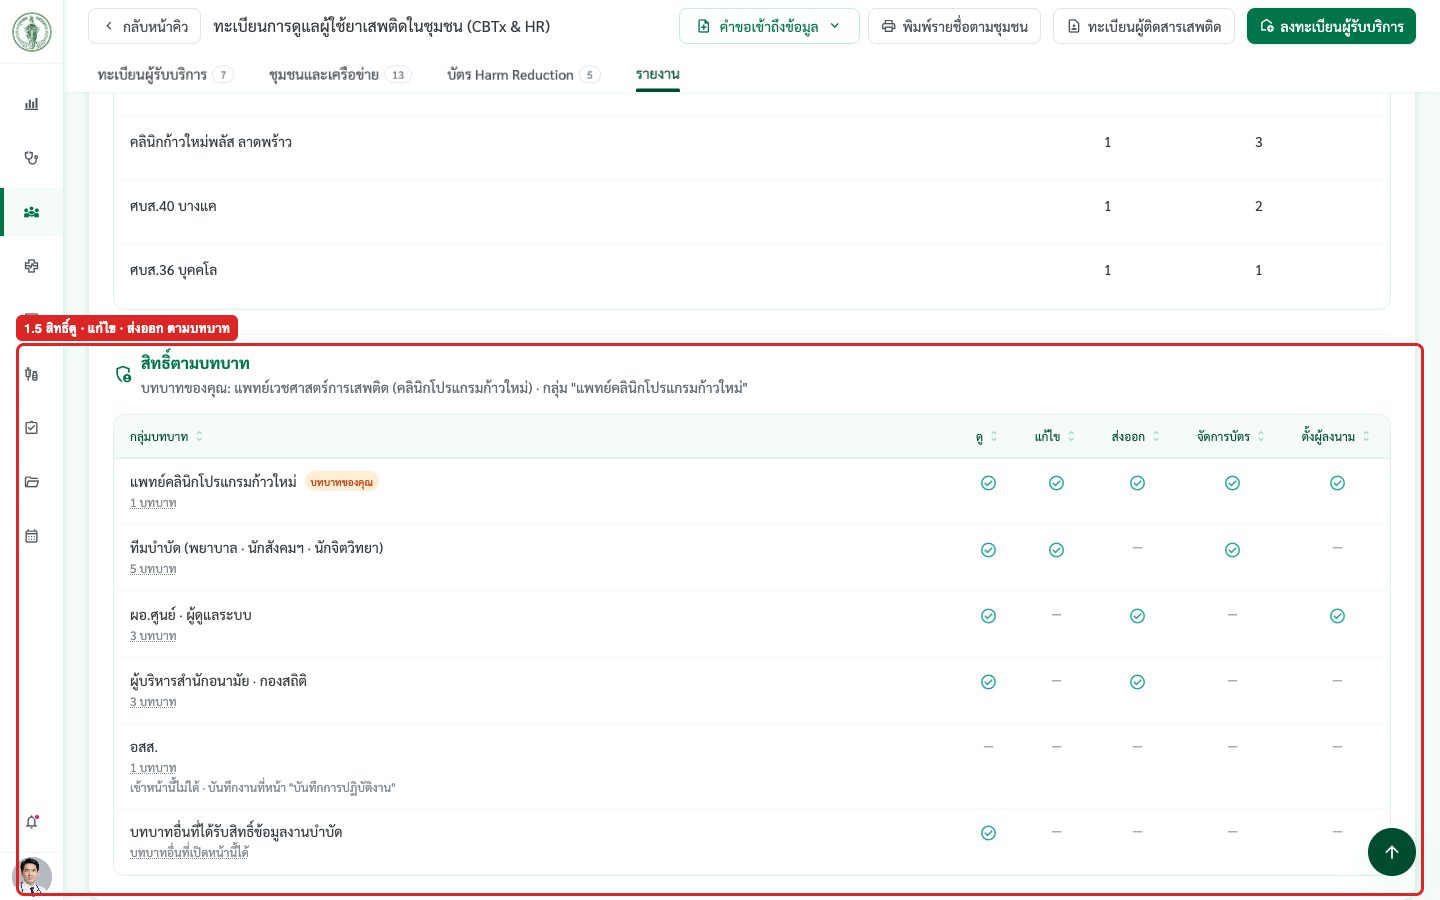 กลับหน้าคิว
ทะเบียนการดูแลผู้ใช้ยาเสพติดในชุมชน (CBTx & HR)
คำขอเข้าถึงข้อมูล
พิมพ์รายชื่อตามชุมชน
ทะเบียนผู้ติดสารเสพติด
ลงทะเบียนผู้รับบริการ
ทะเบียนผู้รับบริการ 7
ชุมชนและเครือข่าย 13
บัตร Harm Reduction 5
รายงาน
คลินิกก้าวใหม่พลัส ลาดพร้าว 1 3
ศบส.40 บางแค 1 2
ศบส.36 บุคคโล 1 1
1.5 สิทธิ์ดู · แก้ไข · ส่งออก ตามบทบาท
สิทธิ์ตามบทบาท
บทบาทของคุณ: แพทย์เวชศาสตร์การเสพติด (คลินิกโปรแกรมก้าวใหม่) · กลุ่ม "แพทย์คลินิกโปรแกรมก้าวใหม่"
กลุ่มบทบาท ดู แก้ไข ส่งออก จัดการบัตร ตั้งผู้ลงนาม
แพทย์คลินิกโปรแกรมก้าวใหม่ บทบาทของคุณ
1 บทบาท
ทีมบำบัด (พยาบาล · นักสังคมฯ · นักจิตวิทยา) — —
5 บทบาท
ผอ.ศูนย์ · ผู้ดูแลระบบ — —
3 บทบาท
ผู้บริหารสำนักอนามัย · กองสถิติ — — —
3 บทบาท
อสส. — — — — —
1 บทบาท
เข้าหน้านี้ไม่ได้ · บันทึกงานที่หน้า "บันทึกการปฏิบัติงาน"
บทบาทอื่นที่ได้รับสิทธิ์ข้อมูลงานบำบัด — — — —
บทบาทอื่นที่เปิดหน้านี้ได้